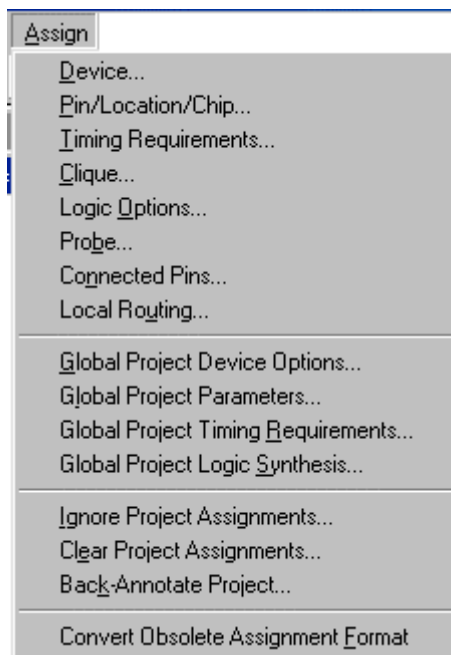 Assign
Device...
Pin/Location/Chip...
Timing Requirements...
Clique...
Logic Options...
Probe...
Connected Pins...
Local Routing...
Global Project Device Options...
Global Project Parameters...
Global Project Timing Requirements...
Global Project Logic Synthesis...
Ignore Project Assignments...
Clear Project Assignments...
Back-Annotate Project...
Convert Obsolete Assignment Format